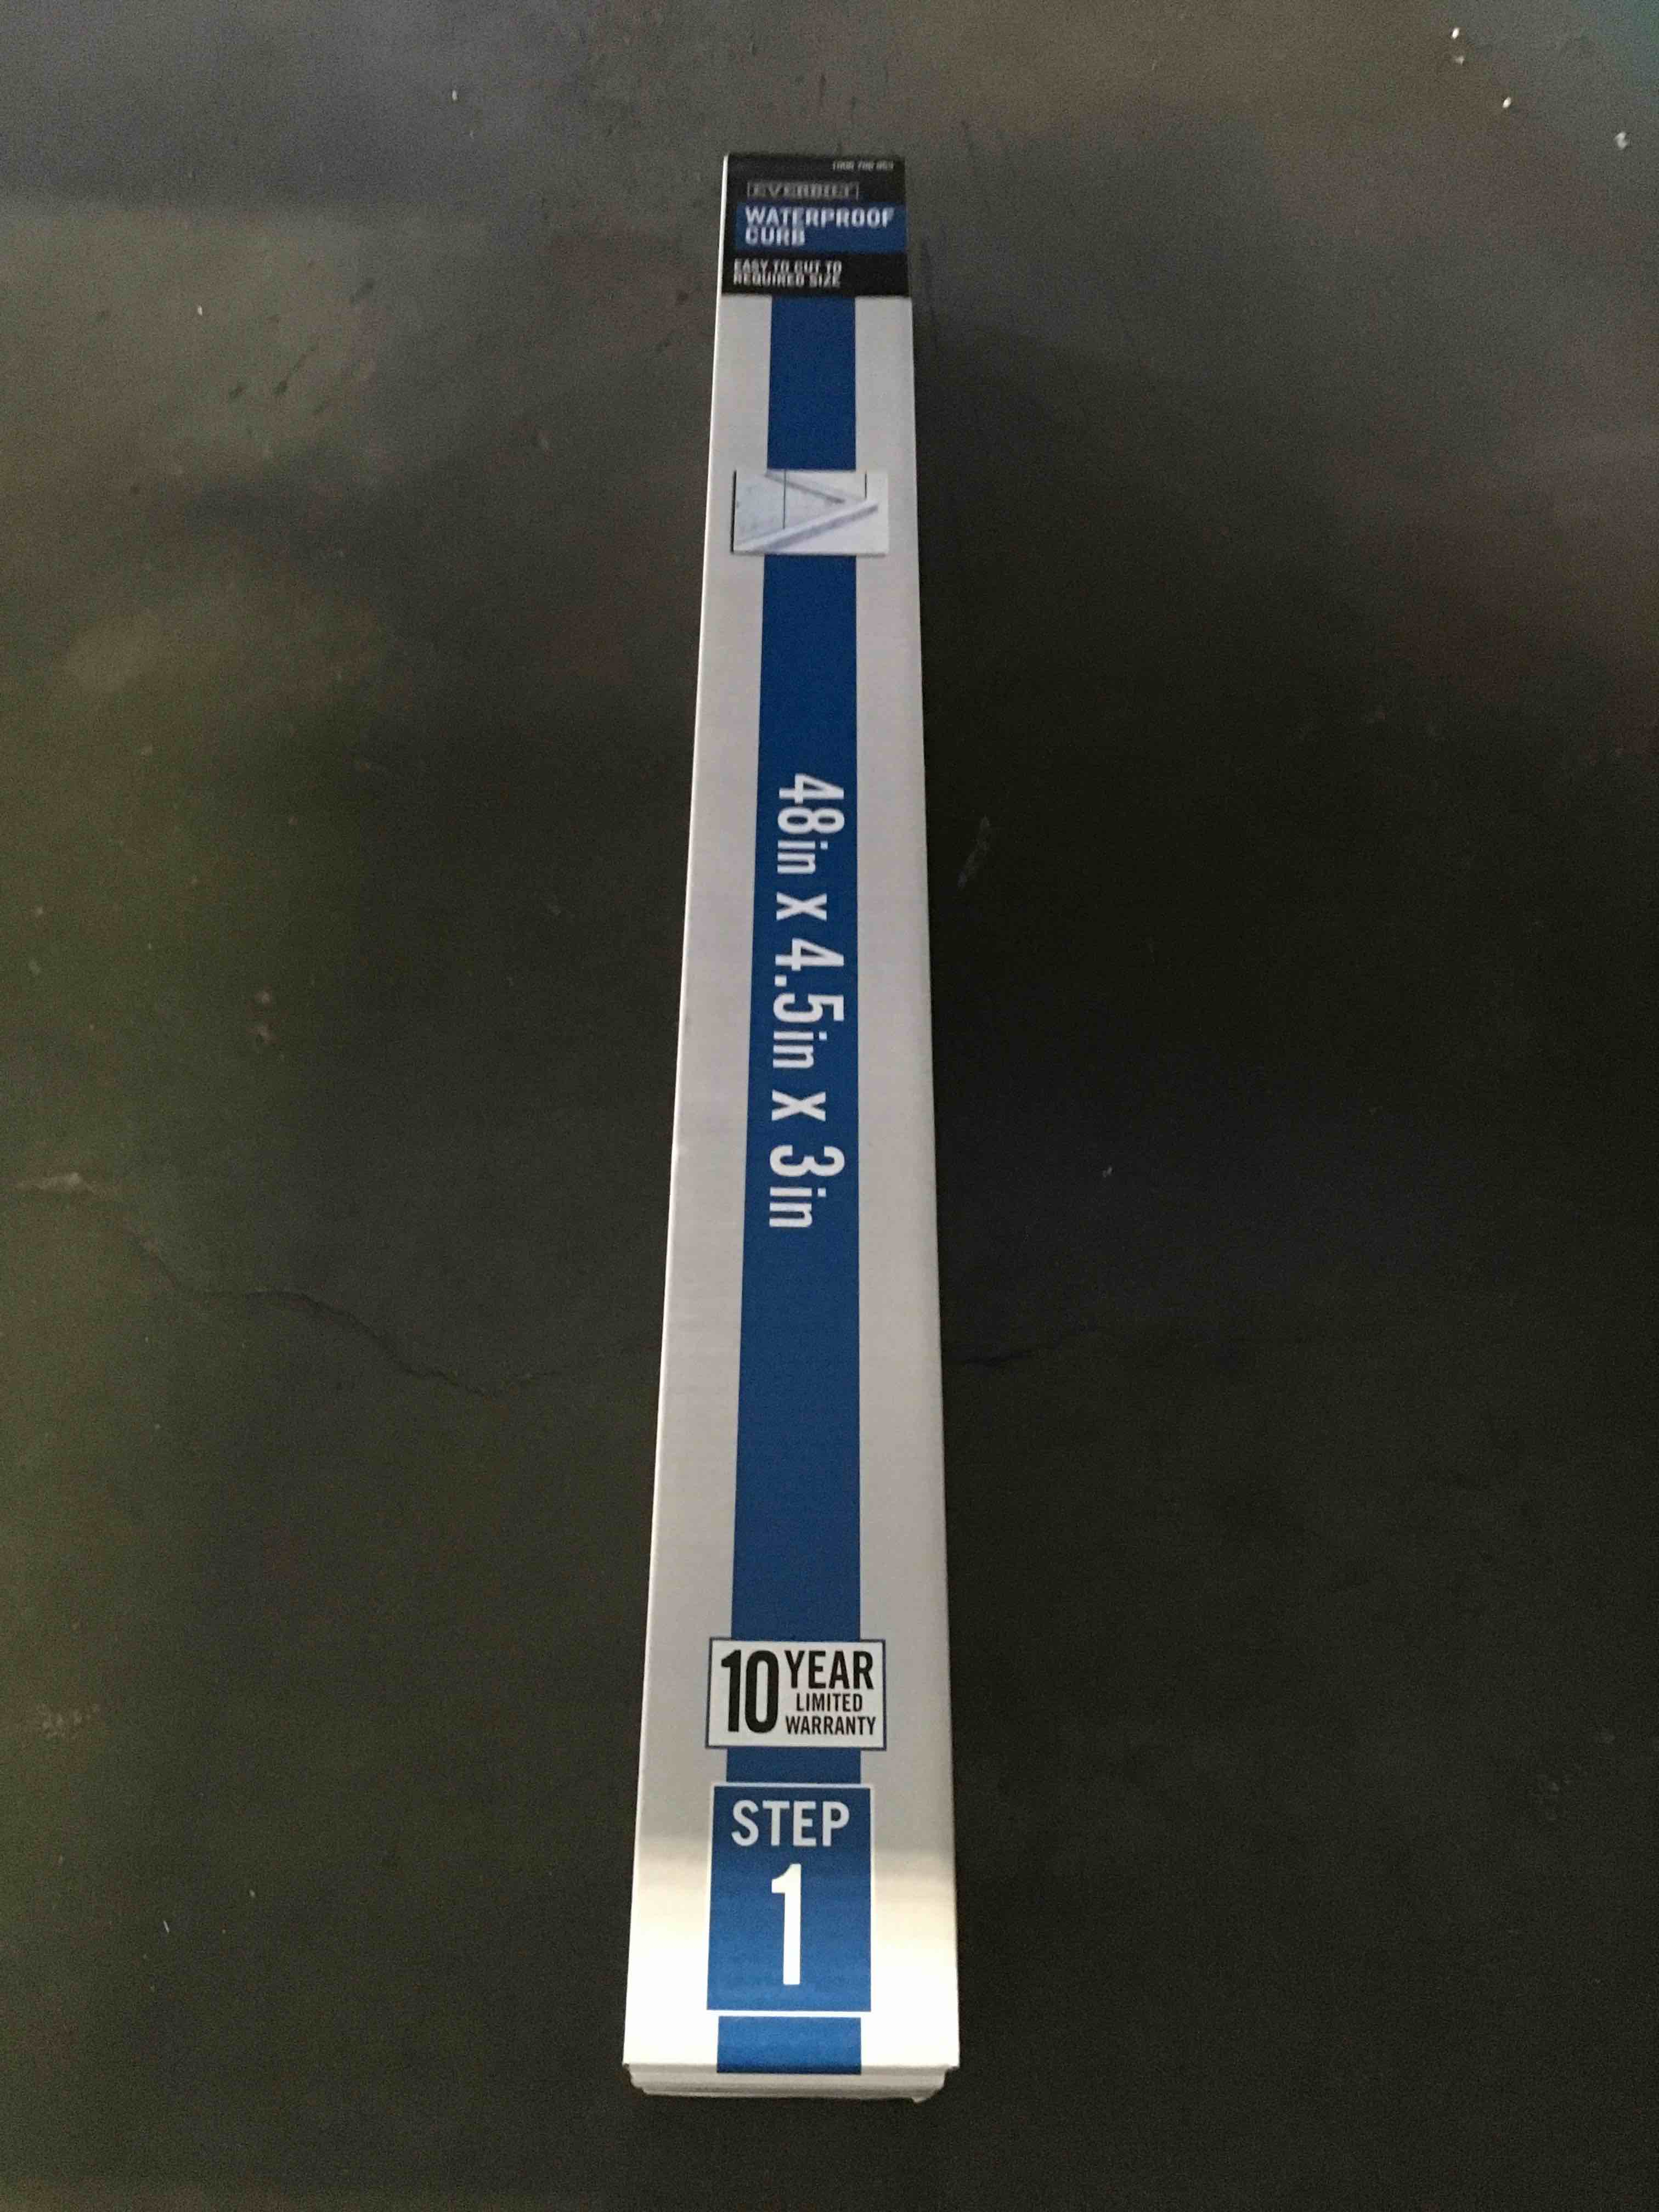 EVERBILT
WATERPROOF
CURB
EASY TO CUT TO
REQUIRED SIZE
48in x 4.5in x 3in
10 YEAR
LIMITED
WARRANTY
STEP
1